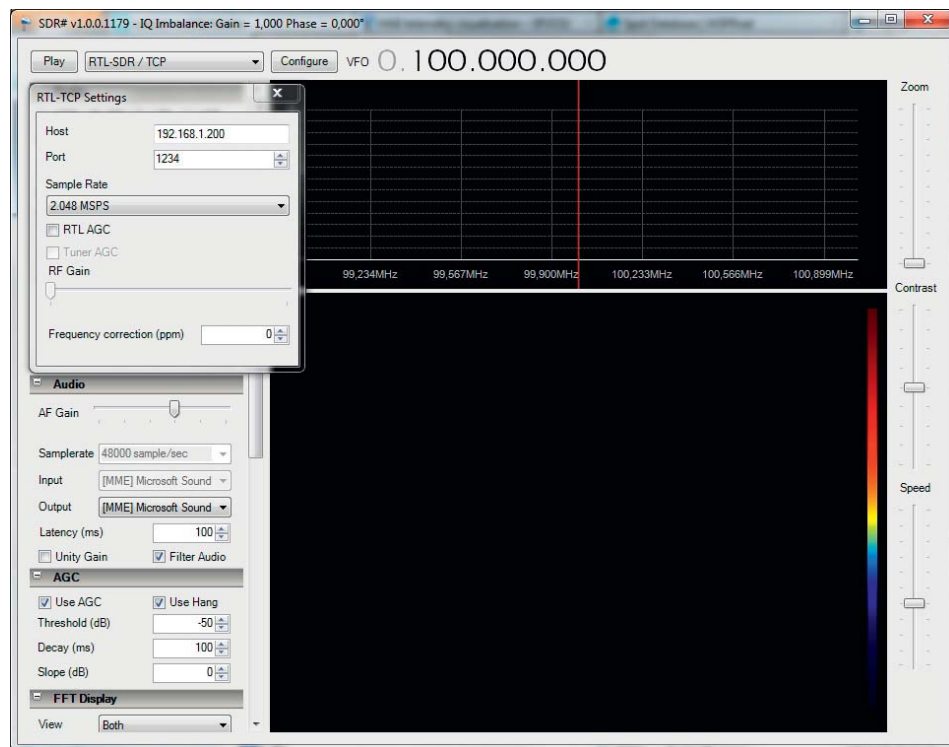 SDR# v1.0.0.1179 - IQ Imbalance: Gain = 1,000 Phase = 0,000°
Play RTL-SDR / TCP Configure VFO 0.100.000.000
RTL-TCP Settings x
Host 192.168.1.200
Port 1234
Sample Rate
2.048 MSPS
RTL AGC
Tuner AGC
RF Gain
Frequency correction (ppm) 0
99,234MHz 99,567MHz 99,900MHz 100,233MHz 100,566MHz 100,899MHz
Zoom
Contrast
Speed
Audio
AF Gain
Samplerate 48000 sample/sec
Input [MME] Microsoft Sound
Output [MME] Microsoft Sound
Latency (ms) 100
Unity Gain Filter Audio
AGC
Use AGC Use Hang
Threshold (dB) -50
Decay (ms) 100
Slope (dB) 0
FFT Display
View Both